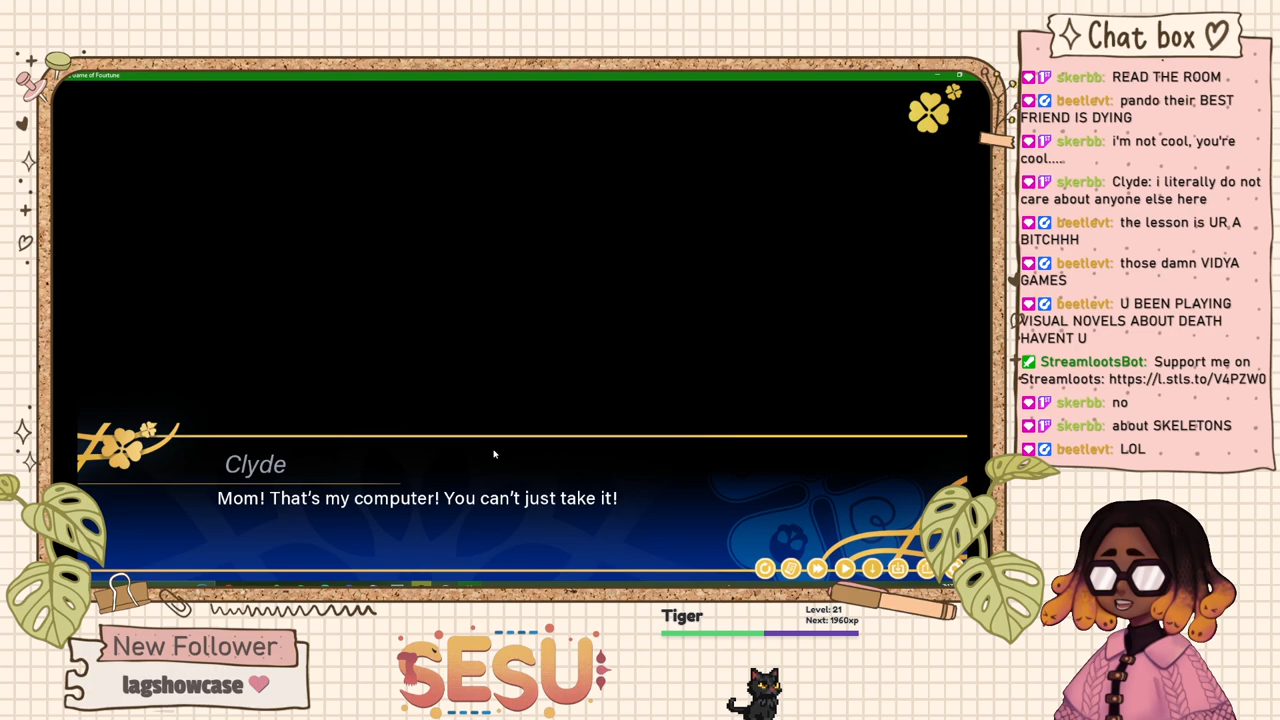 Game of Fourtune
Clyde
Mom! That's my computer! You can't just take it!
Chat box
skerbb: READ THE ROOM
beetlevt: pando their BEST
FRIEND IS DYING
skerbb: i'm not cool, you're
cool....
skerbb: Clyde: i literally do not
care about anyone else here
beetlevt: the lesson is UR A
BITCHHH
beetlevt: those damn VIDYA
GAMES
beetlevt: U BEEN PLAYING
VISUAL NOVELS ABOUT DEATH
HAVENT U
StreamlootsBot: Support me on
Streamloots: https://l.stls.to/V4PZW0
skerbb: no
skerbb: about SKELETONS
beetlevt: LOL
New Follower
lagshowcase
SESU
Tiger
Level: 21
Next: 1960xp